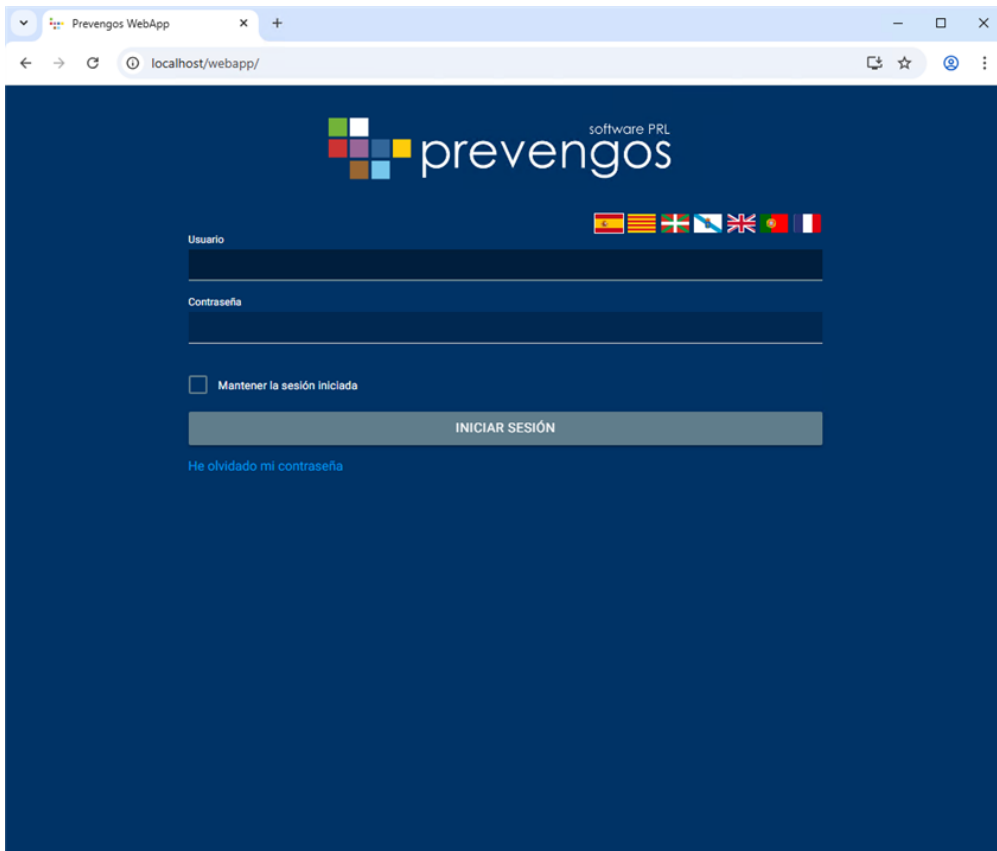 Prevengos WebApp
localhost/webapp/
software PRL
prevengos
Usuario
Contraseña
Mantener la sesión iniciada
INICIAR SESIÓN
He olvidado mi contraseña